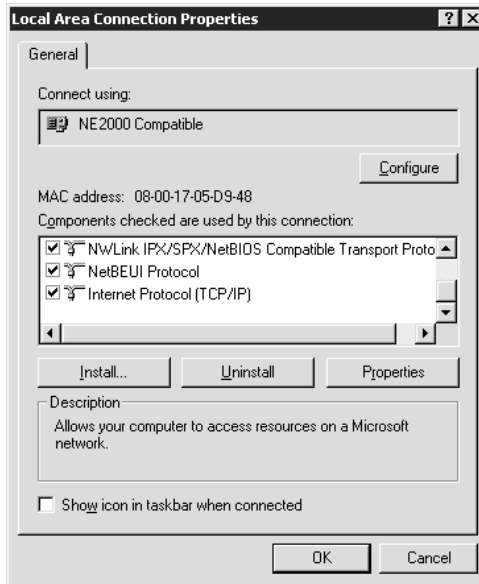 Local Area Connection Properties
General
Connect using:
NE2000 Compatible
Configure
MAC address: 08-00-17-05-D9-48
Components checked are used by this connection:
NWLink IPX/SPX/NetBIOS Compatible Transport Proto
NetBEUI Protocol
Internet Protocol (TCP/IP)
Install... Uninstall Properties
Description
Allows your computer to access resources on a Microsoft
network.
Show icon in taskbar when connected
OK Cancel